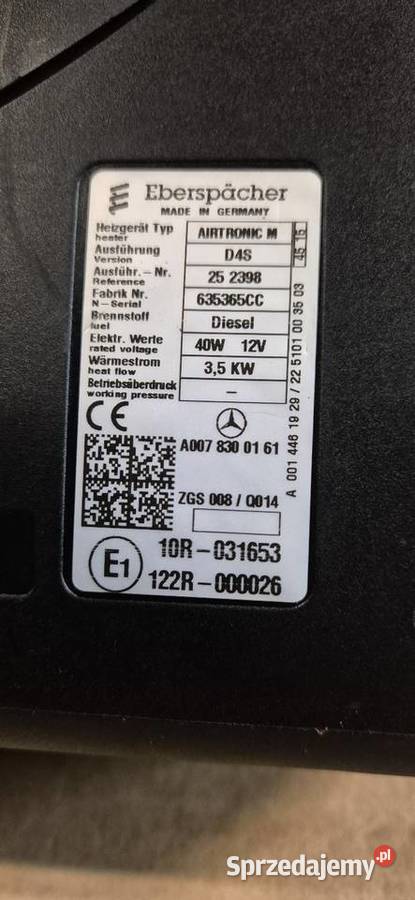 Eberspächer
MADE IN GERMANY
Heizgerät Typ
heater
AIRTRONIC M
45 15
Ausführung
Version
D4S
Ausführ.- Nr.
Reference
25 2398
Fabrik Nr.
N-Serial
635365CC
Brennstoff
fuel
Diesel
Elektr. Werte
rated voltage
40W 12V
Wärmestrom
heat flow
3,5 KW
Betriebsüberdruck
working pressure
–
A 001 446 19 29 / 22 5101 00 35 03
CE
A007 830 01 61
ZGS 008 / Q014
E1
10R-031653
122R-000026
Sprzedajemy.pl